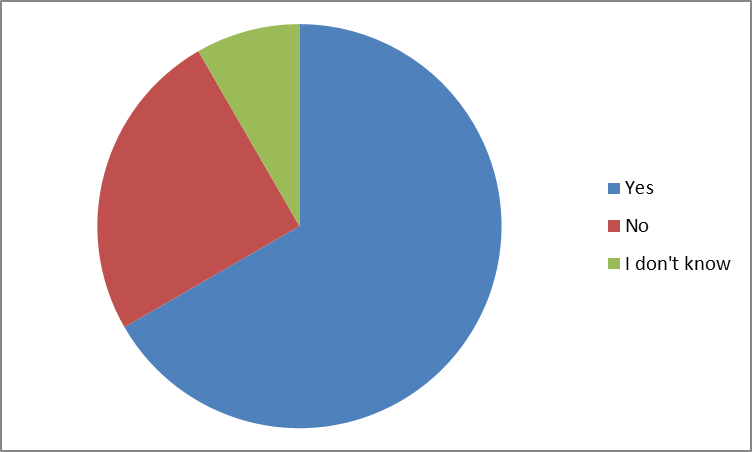 Yes
No
I don't know